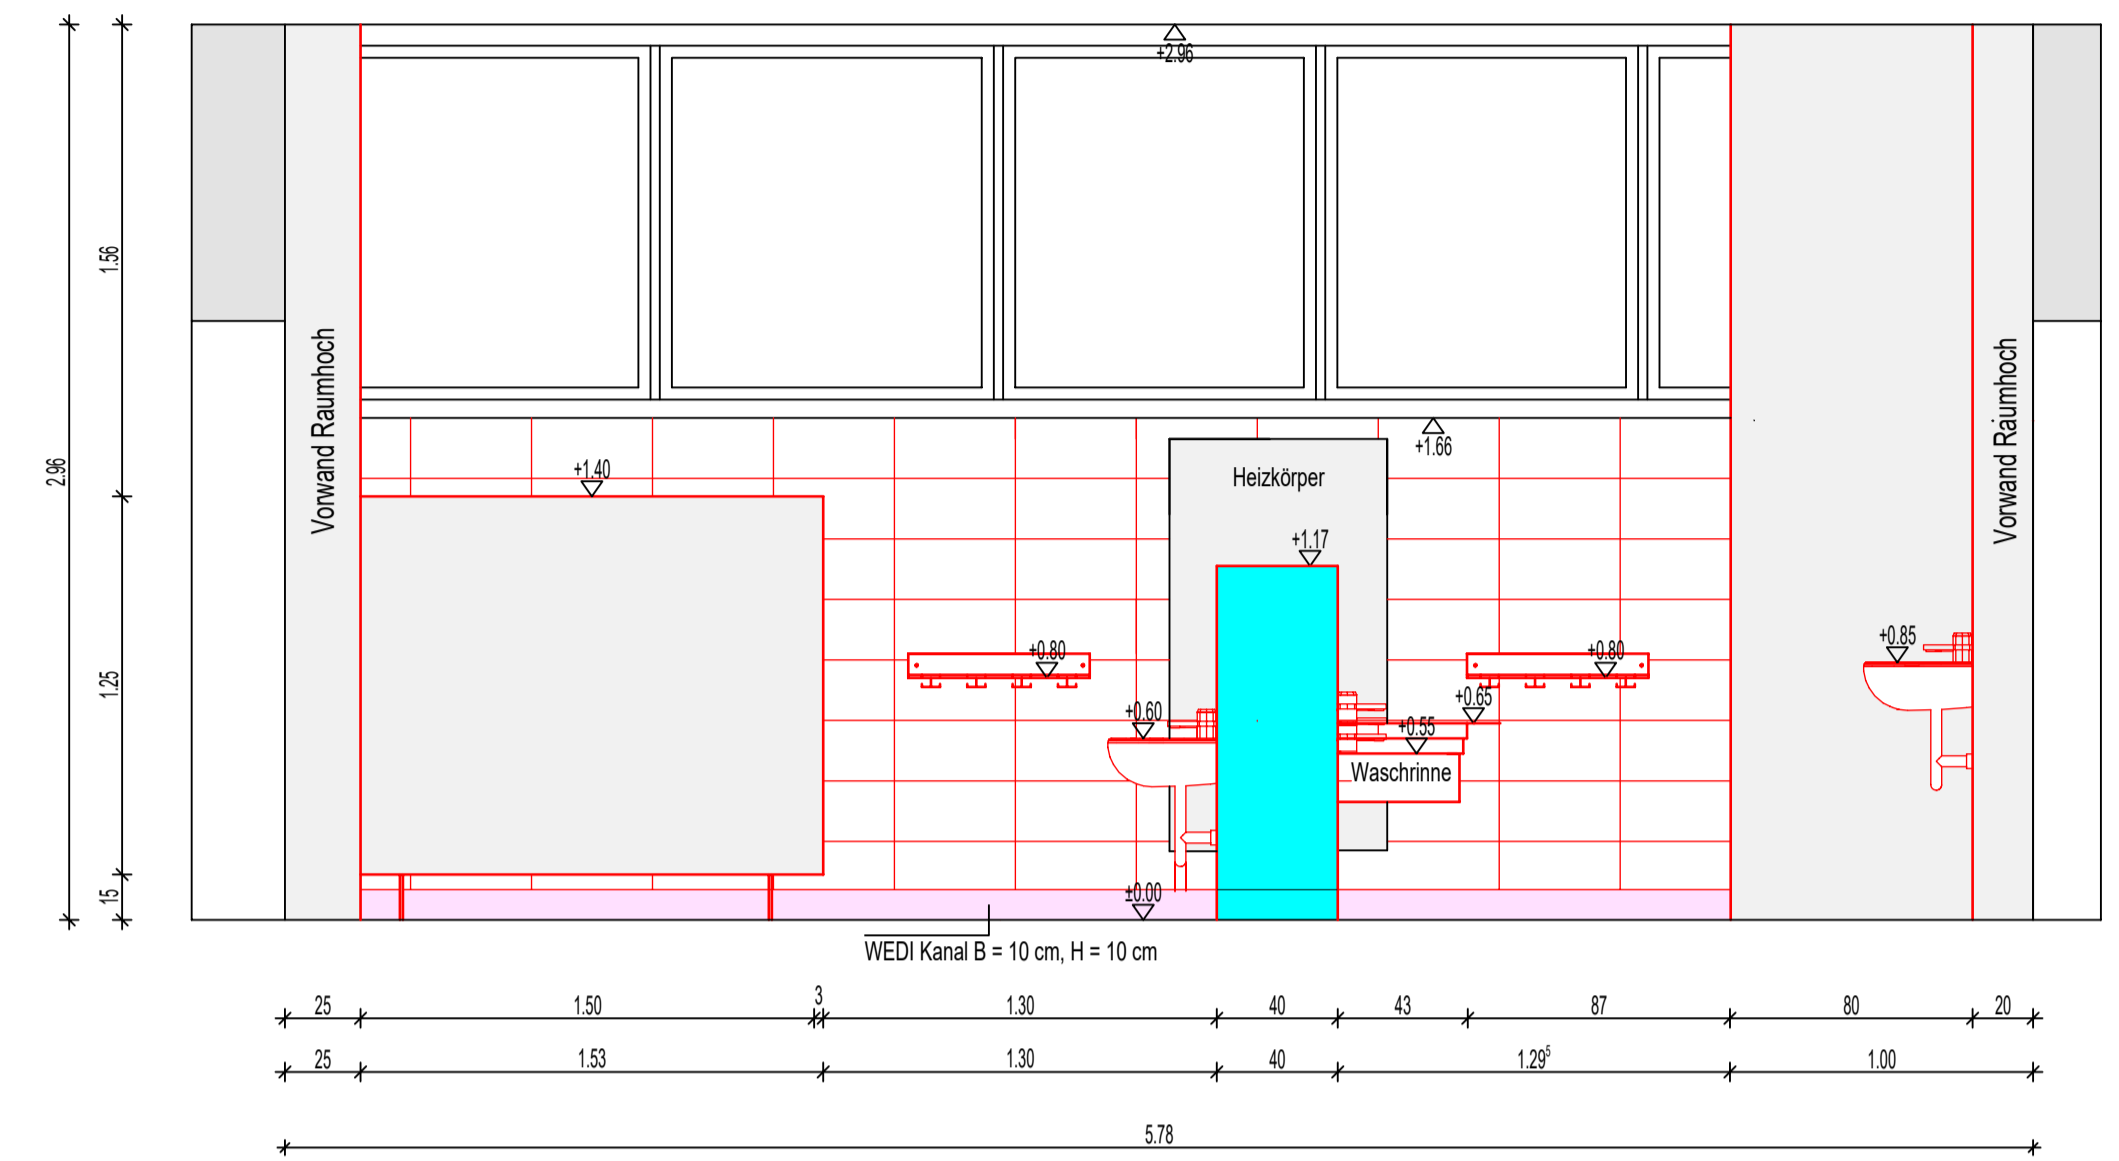 +2.96
1.56
Vorwand Raumhoch
Vorwand Raumhoch
+1.66
2.96
+1.40
Heizkörper
+1.17
+0.80
+0.80
+0.85
1.25
+0.60
+0.65
+0.55
Waschrinne
15
±0.00
WEDI Kanal B = 10 cm, H = 10 cm
25 1.50 3 1.30 40 43 87 80 20
25 1.53 1.30 40 1.29⁵ 1.00
5.78